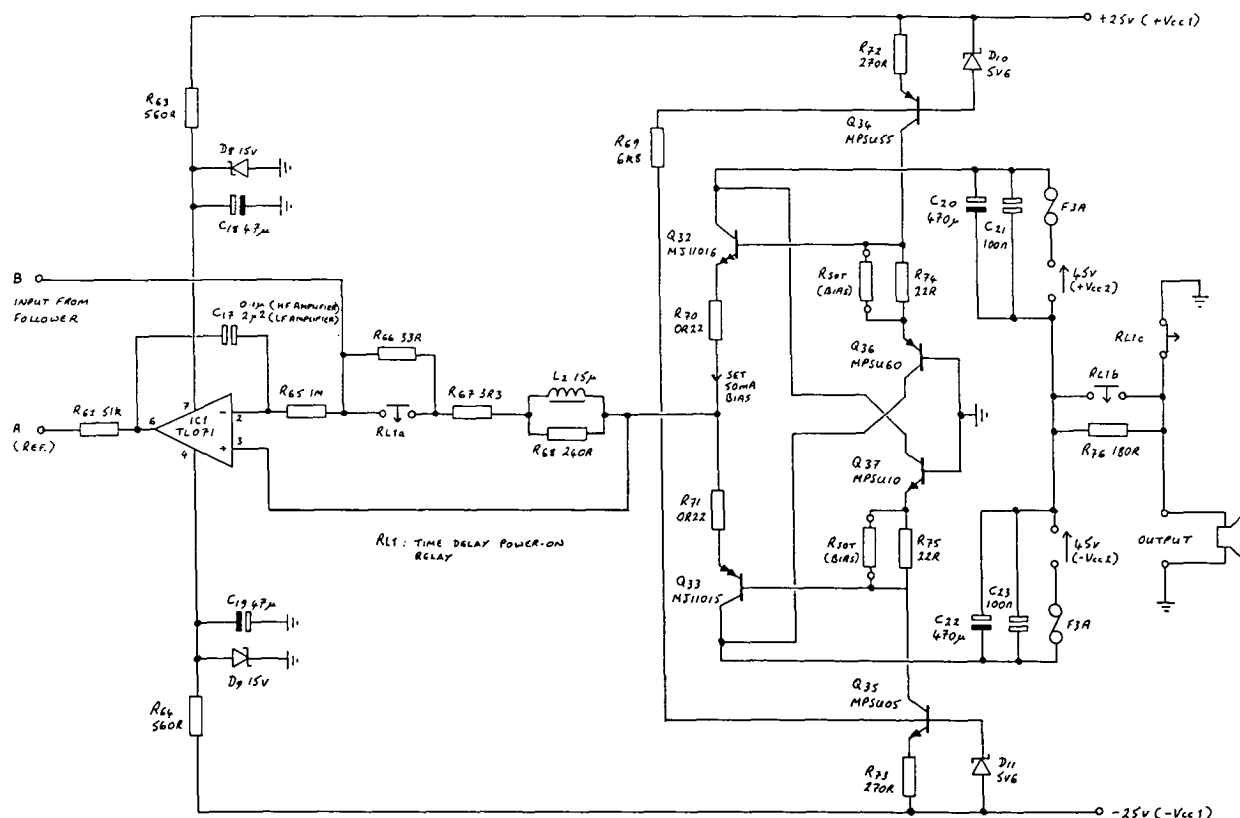 +25V (+Vcc1)
R72
270R
D10
5V6
R63
560R
Q34
MPSU55
R69
6K8
D8 15V
C18 47µ
C20
470µ
C21
100n
F3A
Q32
MJ11016
RSOT
(BIAS)
R74
22R
45V
(+Vcc2)
B
INPUT FROM
FOLLOWER
0.1µ (HF AMPLIFIER)
C17 2µ2 (LF AMPLIFIER)
R66 33R
R70
0R22
RL1c
SET
50mA
BIAS
Q36
MPSU60
R65 1M
R67 3R3
L2 15µ
RL1b
R62 51K
7
6
IC1
TL071
2
3
4
RL1a
A
(REF.)
R68 240R
R76 180R
Q37
MPSU10
R71
0R22
RL1 : TIME DELAY POWER-ON
RELAY
RSOT
(BIAS)
R75
22R
45V
(-Vcc2)
OUTPUT
Q33
MJ11015
C19 47µ
C22
470µ
C23
100n
F3A
D9 15V
Q35
MPSU05
R64
560R
R73
270R
D11
5V6
-25V (-Vcc1)